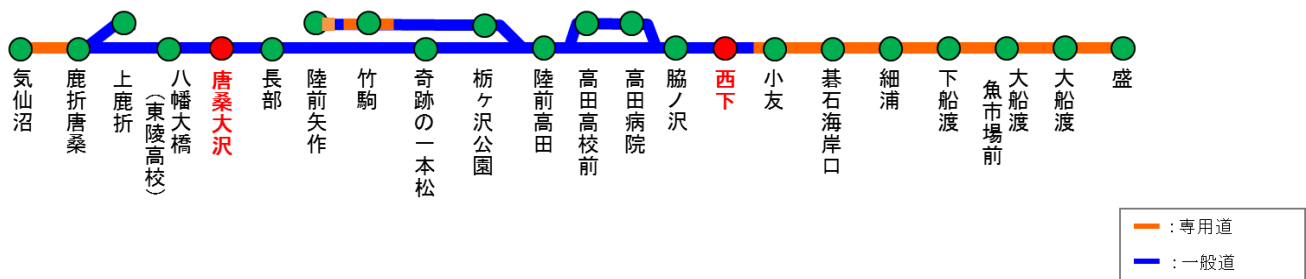 気仙沼
鹿折唐桑
上鹿折
八幡大橋
（東陵高校）
唐桑大沢
長部
陸前矢作
竹駒
奇跡の一本松
栃ヶ沢公園
陸前高田
高田高校前
高田病院
脇ノ沢
西下
小友
碁石海岸口
細浦
下船渡
大船渡
魚市場前
大船渡
盛
：専用道
：一般道